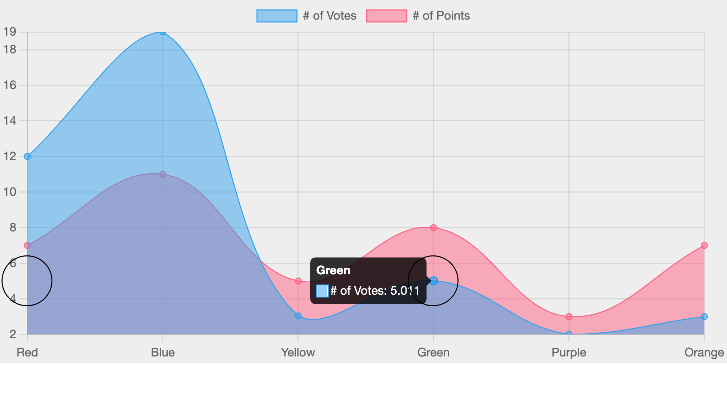 # of Votes # of Points
19
18
16
14
12
10
8
6
4
2
Green
# of Votes: 5.011
Red Blue Yellow Green Purple Orange